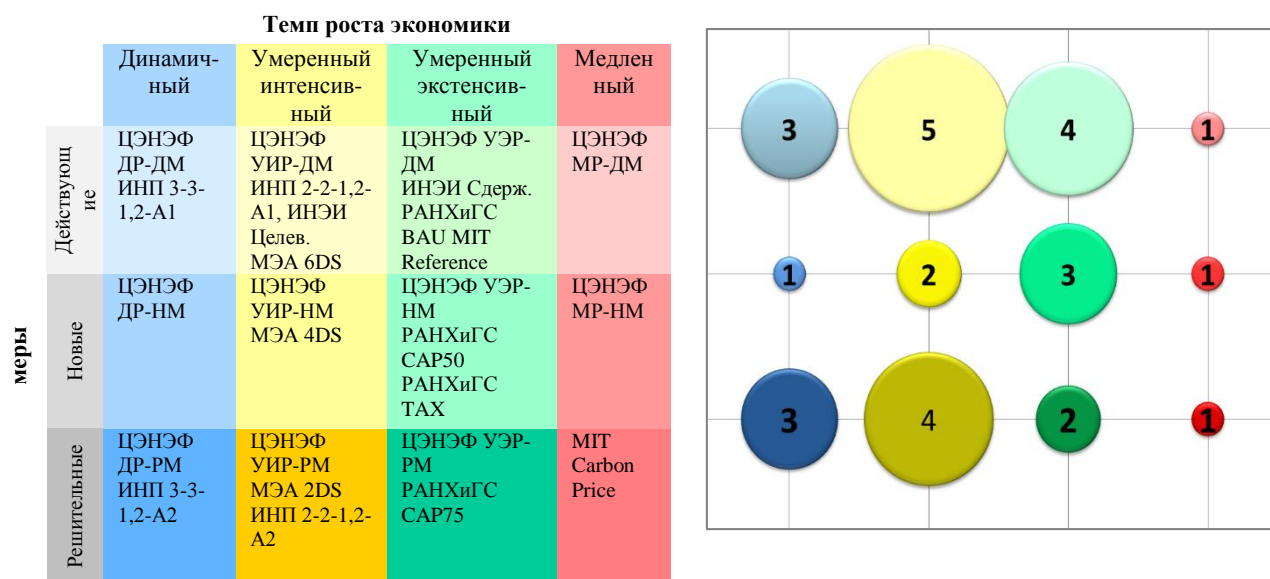 Темп роста экономики
Динамич-
ный
Умеренный
интенсив-
ный
Умеренный
экстенсив-
ный
Медлен
ный
меры
Действующ
ие
ЦЭНЭФ
ДР-ДМ
ИНП 3-3-
1,2-А1
ЦЭНЭФ
УИР-ДМ
ИНП 2-2-1,2-
А1, ИНЭИ
Целев.
МЭА 6DS
ЦЭНЭФ УЭР-
ДМ
ИНЭИ Сдерж.
РАНХиГС
BAU MIT
Reference
ЦЭНЭФ
МР-ДМ
Новые
ЦЭНЭФ
ДР-НМ
ЦЭНЭФ
УИР-НМ
МЭА 4DS
ЦЭНЭФ УЭР-
НМ
РАНХиГС
CAP50
РАНХиГС
TAX
ЦЭНЭФ
МР-НМ
Решительные
ЦЭНЭФ
ДР-РМ
ИНП 3-3-
1,2-А2
ЦЭНЭФ
УИР-РМ
МЭА 2DS
ИНП 2-2-1,2-
А2
ЦЭНЭФ УЭР-
РМ
РАНХиГС
CAP75
MIT
Carbon
Price
3 5 4 1
1 2 3 1
3 4 2 1